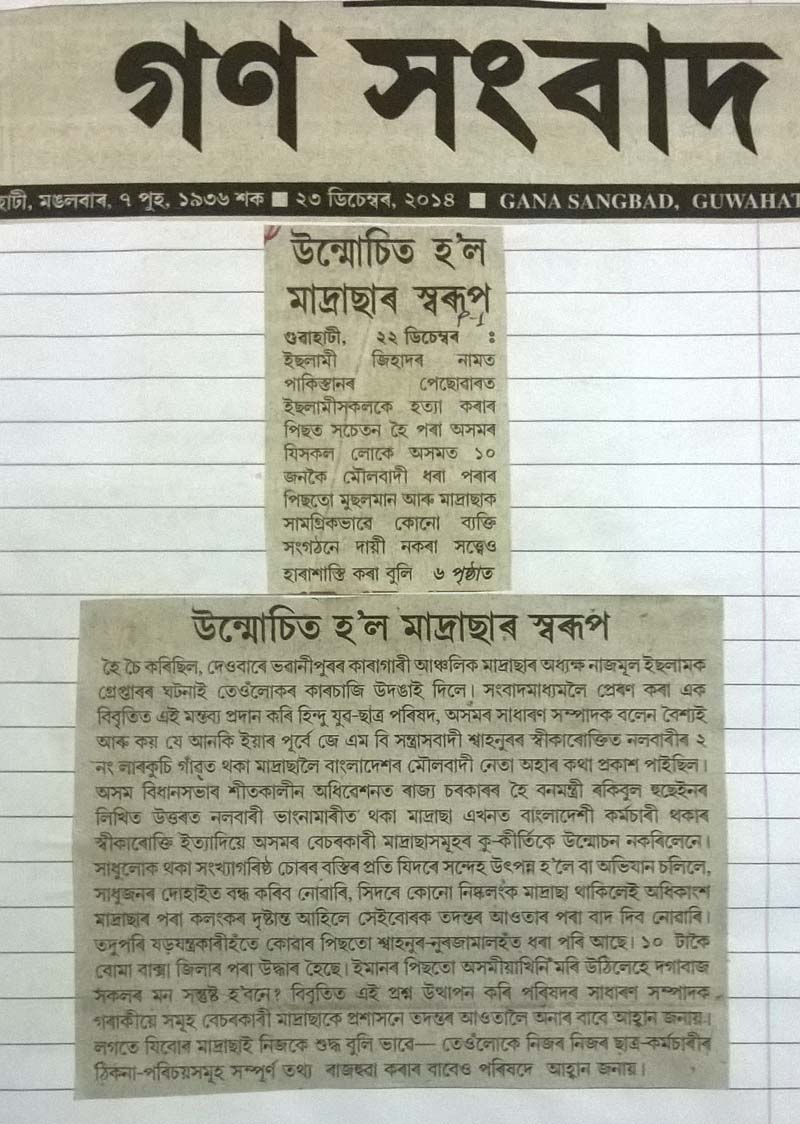 গণ সংবাদ
হাটী, মঙলবাৰ, ৭ পুহ, ১৯৩৬ শক ■ ২৩ ডিচেম্বৰ, ২০১৪ ■ GANA SANGBAD, GUWAHAT
উন্মোচিত হ'ল
মাদ্ৰাছাৰ স্বৰূপ
P-1
গুৱাহাটী, ২২ ডিচেম্বৰ :
ইছলামী জিহাদৰ নামত
পাকিস্তানৰ পেছোৱাৰত
ইছলামীসকলকে হত্যা কৰাৰ
পিছত সচেতন হৈ পৰা অসমৰ
যিসকল লোকে অসমত ১০
জনকৈ মৌলবাদী ধৰা পৰাৰ
পিছতো মুছলমান আৰু মাদ্ৰাছাক
সামগ্ৰিকভাৱে কোনো ব্যক্তি
সংগঠনে দায়ী নকৰা সত্ত্বেও
হাৰাশাস্তি কৰা বুলি ৬ পৃষ্ঠাত
উন্মোচিত হ'ল মাদ্ৰাছাৰ স্বৰূপ
হৈ চৈ কৰিছিল, দেওবাৰে ভৱানীপুৰৰ কাৰাগাৰী আঞ্চলিক মাদ্ৰাছাৰ অধ্যক্ষ নাজমূল ইছলামক
গ্ৰেপ্তাৰৰ ঘটনাই তেওঁলোকৰ কাৰচাজি উদঙাই দিলে। সংবাদমাধ্যমলৈ প্ৰেৰণ কৰা এক
বিবৃতিত এই মন্তব্য প্ৰদান কৰি হিন্দু যুৱ-ছাত্ৰ পৰিষদ, অসমৰ সাধাৰণ সম্পাদক বলেন বৈশ্যই
আৰু কয় যে আনকি ইয়াৰ পূৰ্বে জে এম বি সন্ত্ৰাসবাদী শ্বাহনুৰৰ স্বীকাৰোক্তিত নলবাৰীৰ ২
নং লাৰকুচি গাঁৱত থকা মাদ্ৰাছালৈ বাংলাদেশৰ মৌলবাদী নেতা অহাৰ কথা প্ৰকাশ পাইছিল।
অসম বিধানসভাৰ শীতকালীন অধিবেশনত ৰাজ্য চৰকাৰৰ হৈ বনমন্ত্ৰী ৰকিবুল হুছেইনৰ
লিখিত উত্তৰত নলবাৰী ভাংনামাৰীত থকা মাদ্ৰাছা এখনত বাংলাদেশী কৰ্মচাৰী থকাৰ
স্বীকাৰোক্তি ইত্যাদিয়ে অসমৰ বেচৰকাৰী মাদ্ৰাছাসমূহৰ কু-কীৰ্তিকে উন্মোচন নকৰিলেনে।
সাধুলোক থকা সংখ্যাগৰিষ্ঠ চোৰৰ বস্তিৰ প্ৰতি যিদৰে সন্দেহ উৎপন্ন হ'লে বা অভিযান চলিলে,
সাধুজনৰ দোহাইত বন্ধ কৰিব নোৱাৰি, সিদৰে কোনো নিষ্কলংক মাদ্ৰাছা থাকিলেই অধিকাংশ
মাদ্ৰাছাৰ পৰা কলংকৰ দৃষ্টান্ত আহিলে সেইবোৰক তদন্তৰ আওতাৰ পৰা বাদ দিব নোৱাৰি।
তদুপৰি ষড়যন্ত্ৰকাৰীহঁতে কোৱাৰ পিছতো শ্বাহনুৰ-নুৰজামালহঁত ধৰা পৰি আছে। ১০ টাকৈ
বোমা বাক্সা জিলাৰ পৰা উদ্ধাৰ হৈছে। ইমানৰ পিছতো অসমীয়াখিনি মৰি উঠিলেহে দগাবাজ
সকলৰ মন সন্তুষ্ট হ'বনে? বিবৃতিত এই প্ৰশ্ন উত্থাপন কৰি পৰিষদৰ সাধাৰণ সম্পাদক
গৰাকীয়ে সমূহ বেচৰকাৰী মাদ্ৰাছাকে প্ৰশাসনে তদন্তৰ আওতালৈ অনাৰ বাবে আহ্বান জনায়।
লগতে যিবোৰ মাদ্ৰাছাই নিজকে শুদ্ধ বুলি ভাবে— তেওঁলোকে নিজৰ নিজৰ ছাত্ৰ-কৰ্মচাৰীৰ
ঠিকনা-পৰিচয়সমূহ সম্পূৰ্ণ তথ্য ৰাজহুৱা কৰাৰ বাবেও পৰিষদে আহ্বান জনায়।